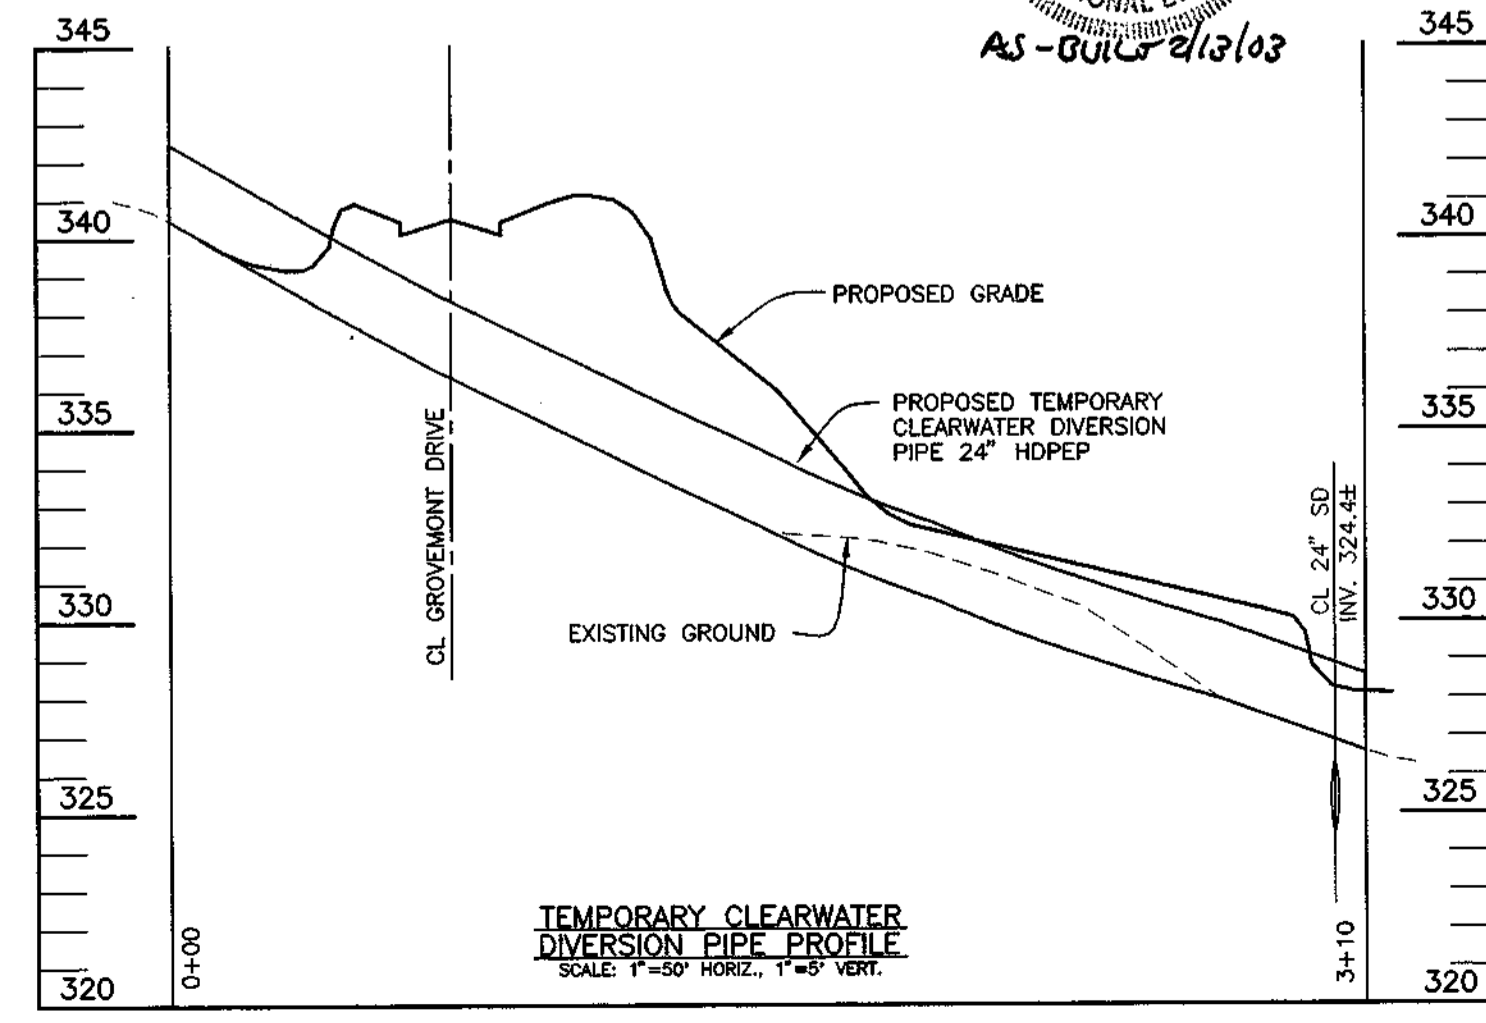 AS-BUILT 2/13/03
345
345
340
340
PROPOSED GRADE
335
335
PROPOSED TEMPORARY
CLEARWATER DIVERSION
PIPE 24" HDPEP
CL GROVEMONT DRIVE
CL 24" SD
INV. 324.4±
330
330
EXISTING GROUND
325
325
TEMPORARY CLEARWATER
DIVERSION PIPE PROFILE
SCALE: 1"=50' HORIZ., 1"=5' VERT.
0+00
3+10
320
320